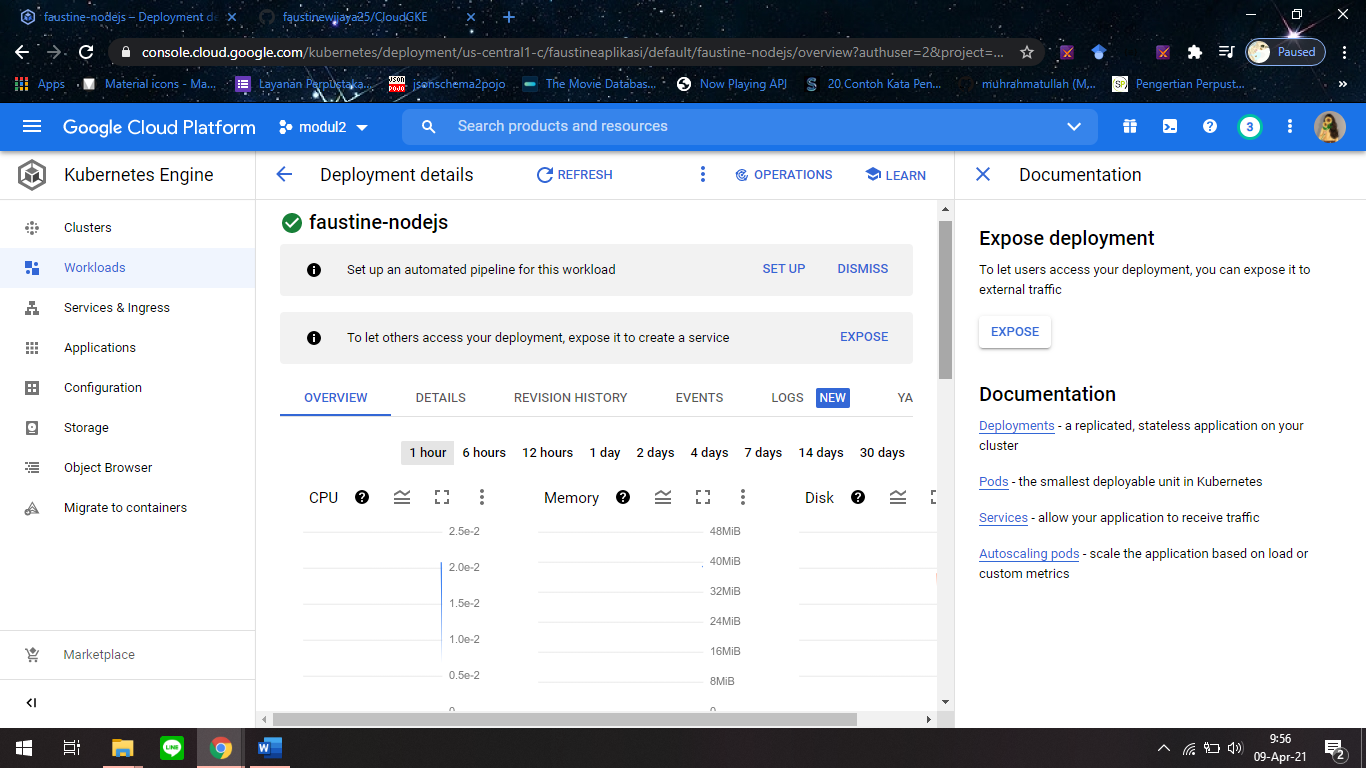 faustine-nodejs – Deployment de
faustinewijaya25/CloudGKE
console.cloud.google.com/kubernetes/deployment/us-central1-c/faustineaplikasi/default/faustine-nodejs/overview?authuser=2&project=...
Paused
Apps
Material icons - Ma...
Layanan Perpustaka...
JSON
POJO
jsonschema2pojo
The Movie Databas...
Now Playing API
20 Contoh Kata Pen...
muhrahmatullah (M...
Pengertian Perpust...
Google Cloud Platform
modul2
Search products and resources
3
Kubernetes Engine
Deployment details
REFRESH
OPERATIONS
LEARN
Documentation
Clusters
Workloads
Services & Ingress
Applications
Configuration
Storage
Object Browser
Migrate to containers
Marketplace
faustine-nodejs
Set up an automated pipeline for this workload
SET UP
DISMISS
To let others access your deployment, expose it to create a service
EXPOSE
OVERVIEW
DETAILS
REVISION HISTORY
EVENTS
LOGS
NEW
YA
1 hour
6 hours
12 hours
1 day
2 days
4 days
7 days
14 days
30 days
CPU
2.5e-2
2.0e-2
1.5e-2
1.0e-2
0.5e-2
0
Memory
48MiB
40MiB
32MiB
24MiB
16MiB
8MiB
0
Disk
Expose deployment
To let users access your deployment, you can expose it to
external traffic
EXPOSE
Documentation
Deployments - a replicated, stateless application on your
cluster
Pods - the smallest deployable unit in Kubernetes
Services - allow your application to receive traffic
Autoscaling pods - scale the application based on load or
custom metrics
LINE
9:56
09-Apr-21
2